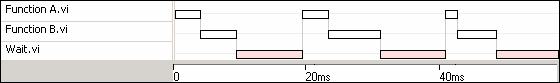 Function A.vi
Function B.vi
Wait.vi
0 20ms 40ms